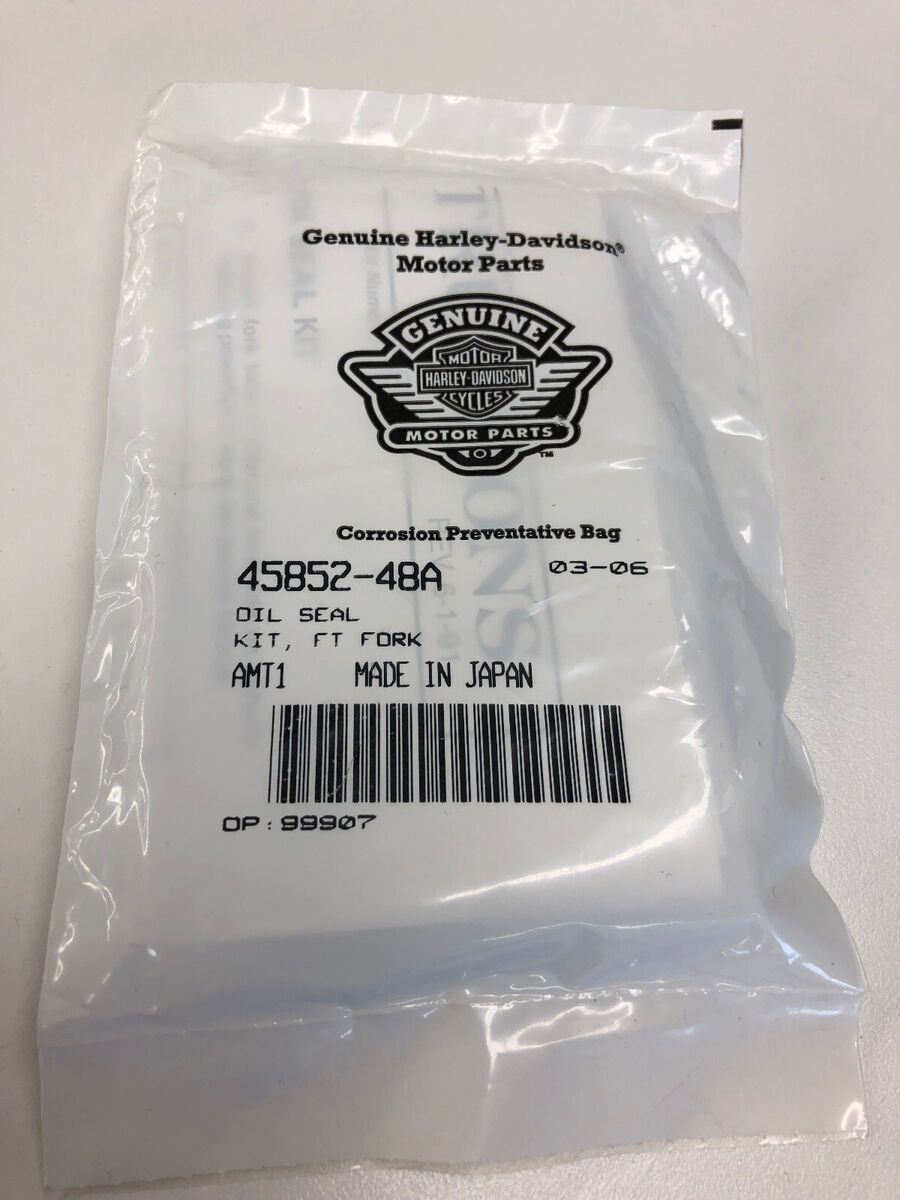 Genuine Harley-Davidson®
Motor Parts
GENUINE
MOTOR
HARLEY-DAVIDSON
CYCLES
MOTOR PARTS
TM
Corrosion Preventative Bag
45852-48A 03-06
OIL SEAL
KIT, FT FORK
AMT1 MADE IN JAPAN
OP: 99907